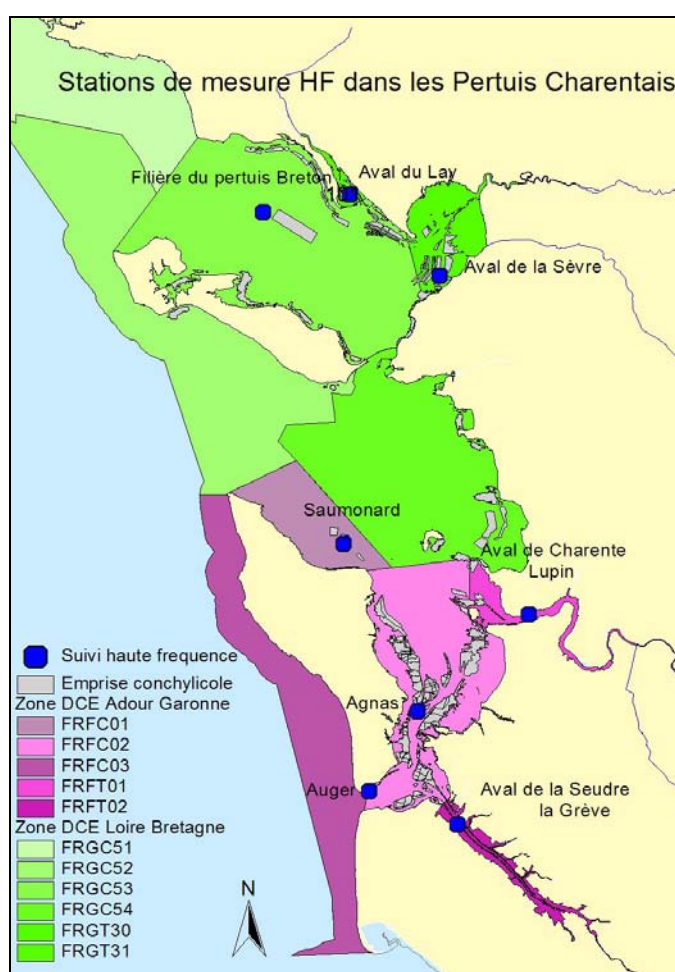 Stations de mesure HF dans les Pertuis Charentais
Filière du pertuis Breton
Aval du Lay
Aval de la Sèvre
Saumonard
Aval de Charente
Lupin
Agnas
Auger
Aval de la Seudre
la Grève
Suivi haute frequence
Emprise conchylicole
Zone DCE Adour Garonne
FRFC01
FRFC02
FRFC03
FRFT01
FRFT02
Zone DCE Loire Bretagne
FRGC51
FRGC52
FRGC53
FRGC54
FRGT30
FRGT31
N